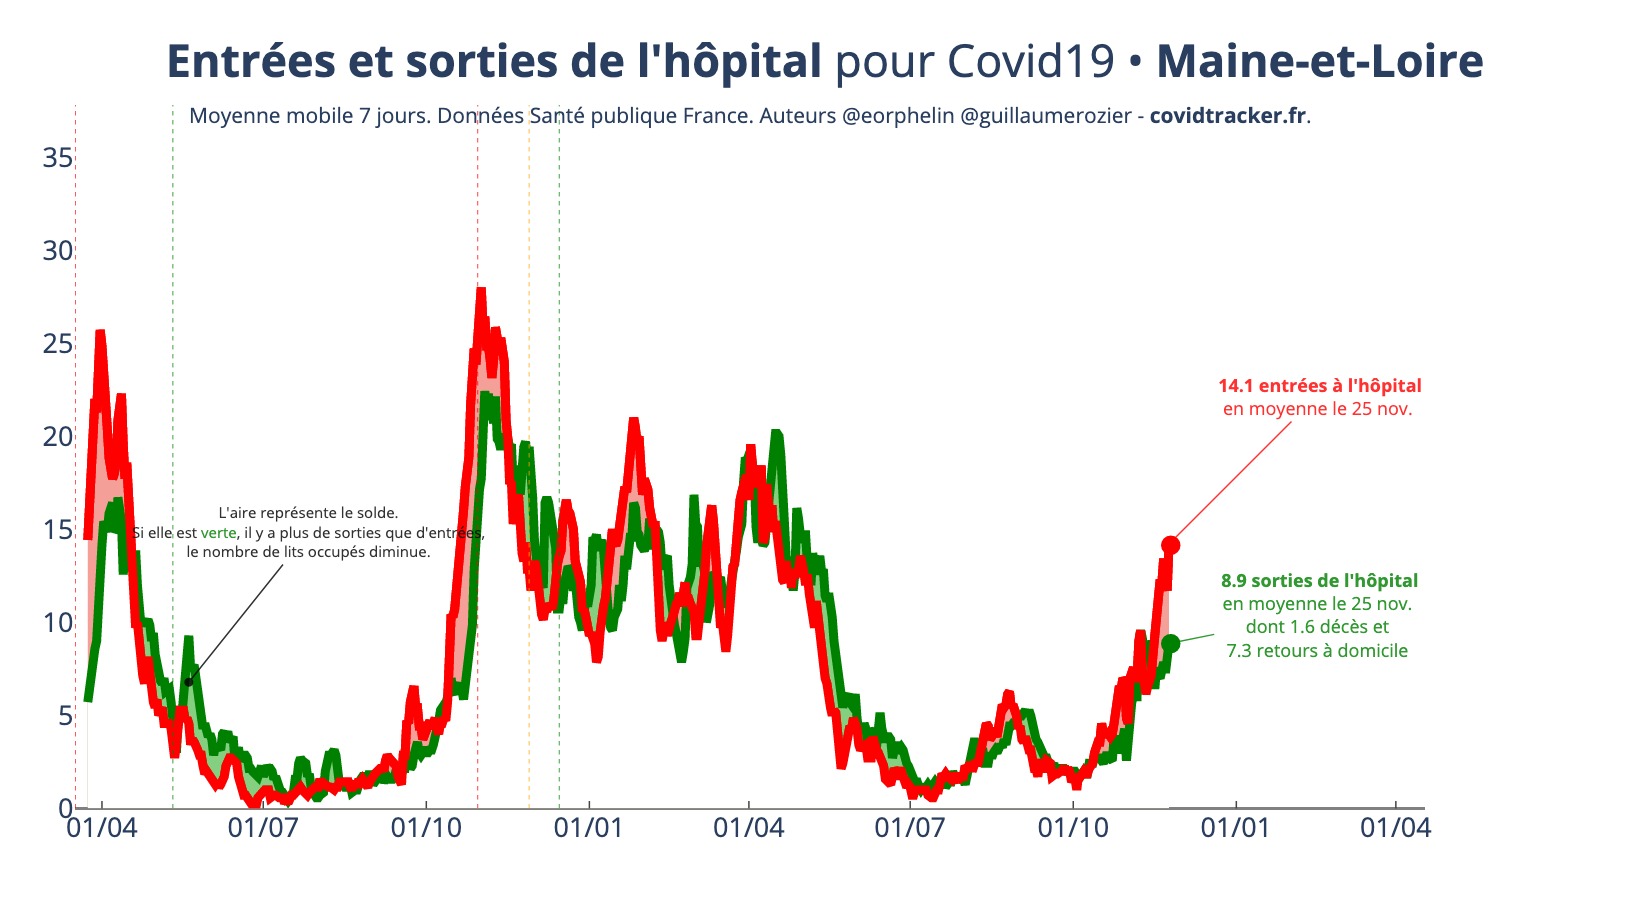 Entrées et sorties de l'hôpital pour Covid19 • Maine-et-Loire
Moyenne mobile 7 jours. Données Santé publique France. Auteurs @eorphelin @guillaumerozier - covidtracker.fr.
35
30
25
20
15
10
5
0
14.1 entrées à l'hôpital
en moyenne le 25 nov.
L'aire représente le solde.
Si elle est verte, il y a plus de sorties que d'entrées,
le nombre de lits occupés diminue.
8.9 sorties de l'hôpital
en moyenne le 25 nov.
dont 1.6 décès et
7.3 retours à domicile
01/04 01/07 01/10 01/01 01/04 01/07 01/10 01/01 01/04